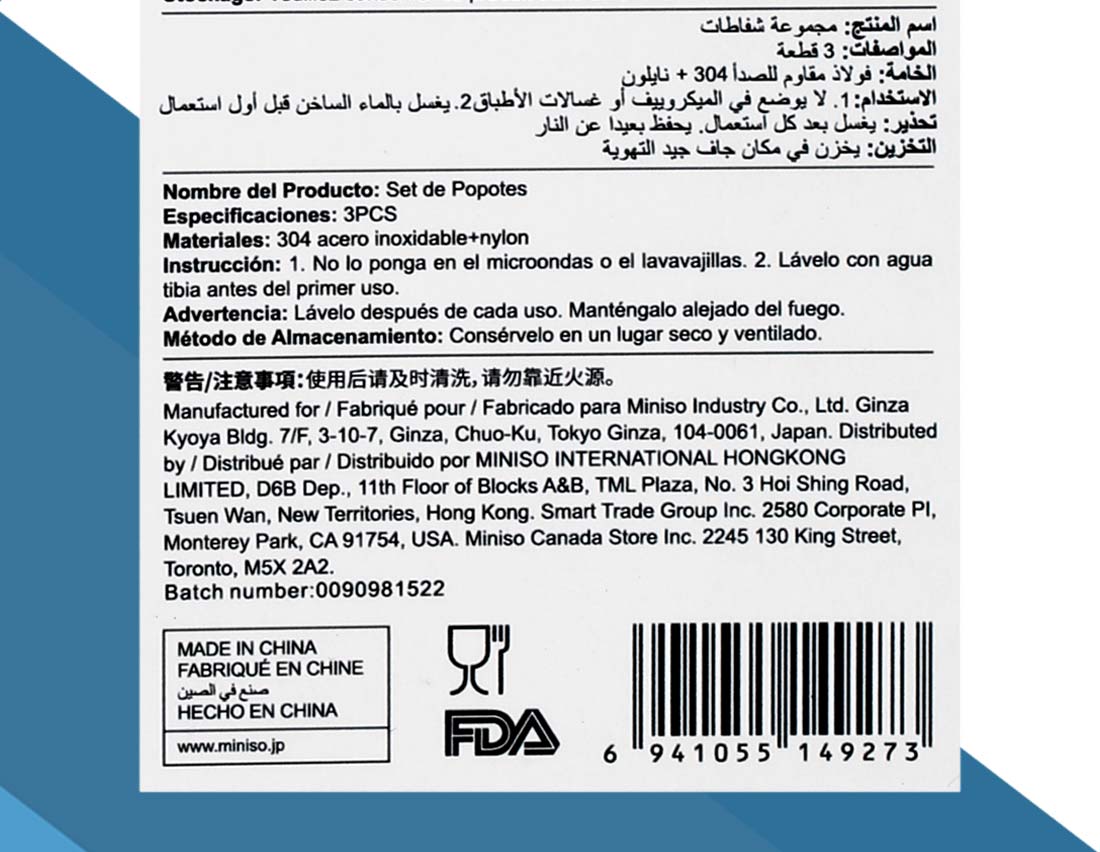 اسم المنتج: مجموعة شفاطات
المواصفات: 3 قطعة
الخامة: فولاذ مقاوم للصدأ 304 + نايلون
الاستخدام: 1. لا يوضع في الميكروييف أو غسالات الأطباق2. يغسل بالماء الساخن قبل أول استعمال
تحذير: يغسل بعد كل استعمال. يحفظ بعيدا عن النار
التخزين: يخزن في مكان جاف جيد التهوية
Nombre del Producto: Set de Popotes
Especificaciones: 3PCS
Materiales: 304 acero inoxidable+nylon
Instrucción: 1. No lo ponga en el microondas o el lavavajillas. 2. Lávelo con agua
tibia antes del primer uso.
Advertencia: Lávelo después de cada uso. Manténgalo alejado del fuego.
Método de Almacenamiento: Consérvelo en un lugar seco y ventilado.
警告/注意事項:使用后请及时清洗,请勿靠近火源。
Manufactured for / Fabriqué pour / Fabricado para Miniso Industry Co., Ltd. Ginza
Kyoya Bldg. 7/F, 3-10-7, Ginza, Chuo-Ku, Tokyo Ginza, 104-0061, Japan. Distributed
by / Distribué par / Distribuido por MINISO INTERNATIONAL HONGKONG
LIMITED, D6B Dep., 11th Floor of Blocks A&B, TML Plaza, No. 3 Hoi Shing Road,
Tsuen Wan, New Territories, Hong Kong. Smart Trade Group Inc. 2580 Corporate Pl,
Monterey Park, CA 91754, USA. Miniso Canada Store Inc. 2245 130 King Street,
Toronto, M5X 2A2.
Batch number:0090981522
MADE IN CHINA
FABRIQUÉ EN CHINE
صنع في الصين
HECHO EN CHINA
www.miniso.jp
FDA
6 941055 149273